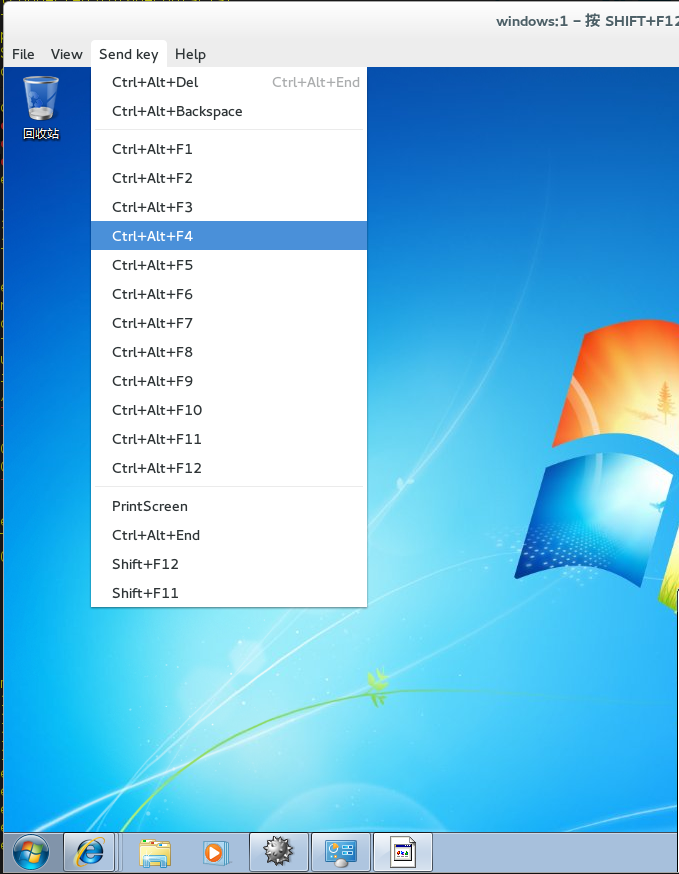 windows:1 – 按 SHIFT+F12
File View Send key Help
Ctrl+Alt+Del Ctrl+Alt+End
Ctrl+Alt+Backspace
回收站
Ctrl+Alt+F1
Ctrl+Alt+F2
Ctrl+Alt+F3
Ctrl+Alt+F4
Ctrl+Alt+F5
Ctrl+Alt+F6
Ctrl+Alt+F7
Ctrl+Alt+F8
Ctrl+Alt+F9
Ctrl+Alt+F10
Ctrl+Alt+F11
Ctrl+Alt+F12
PrintScreen
Ctrl+Alt+End
Shift+F12
Shift+F11